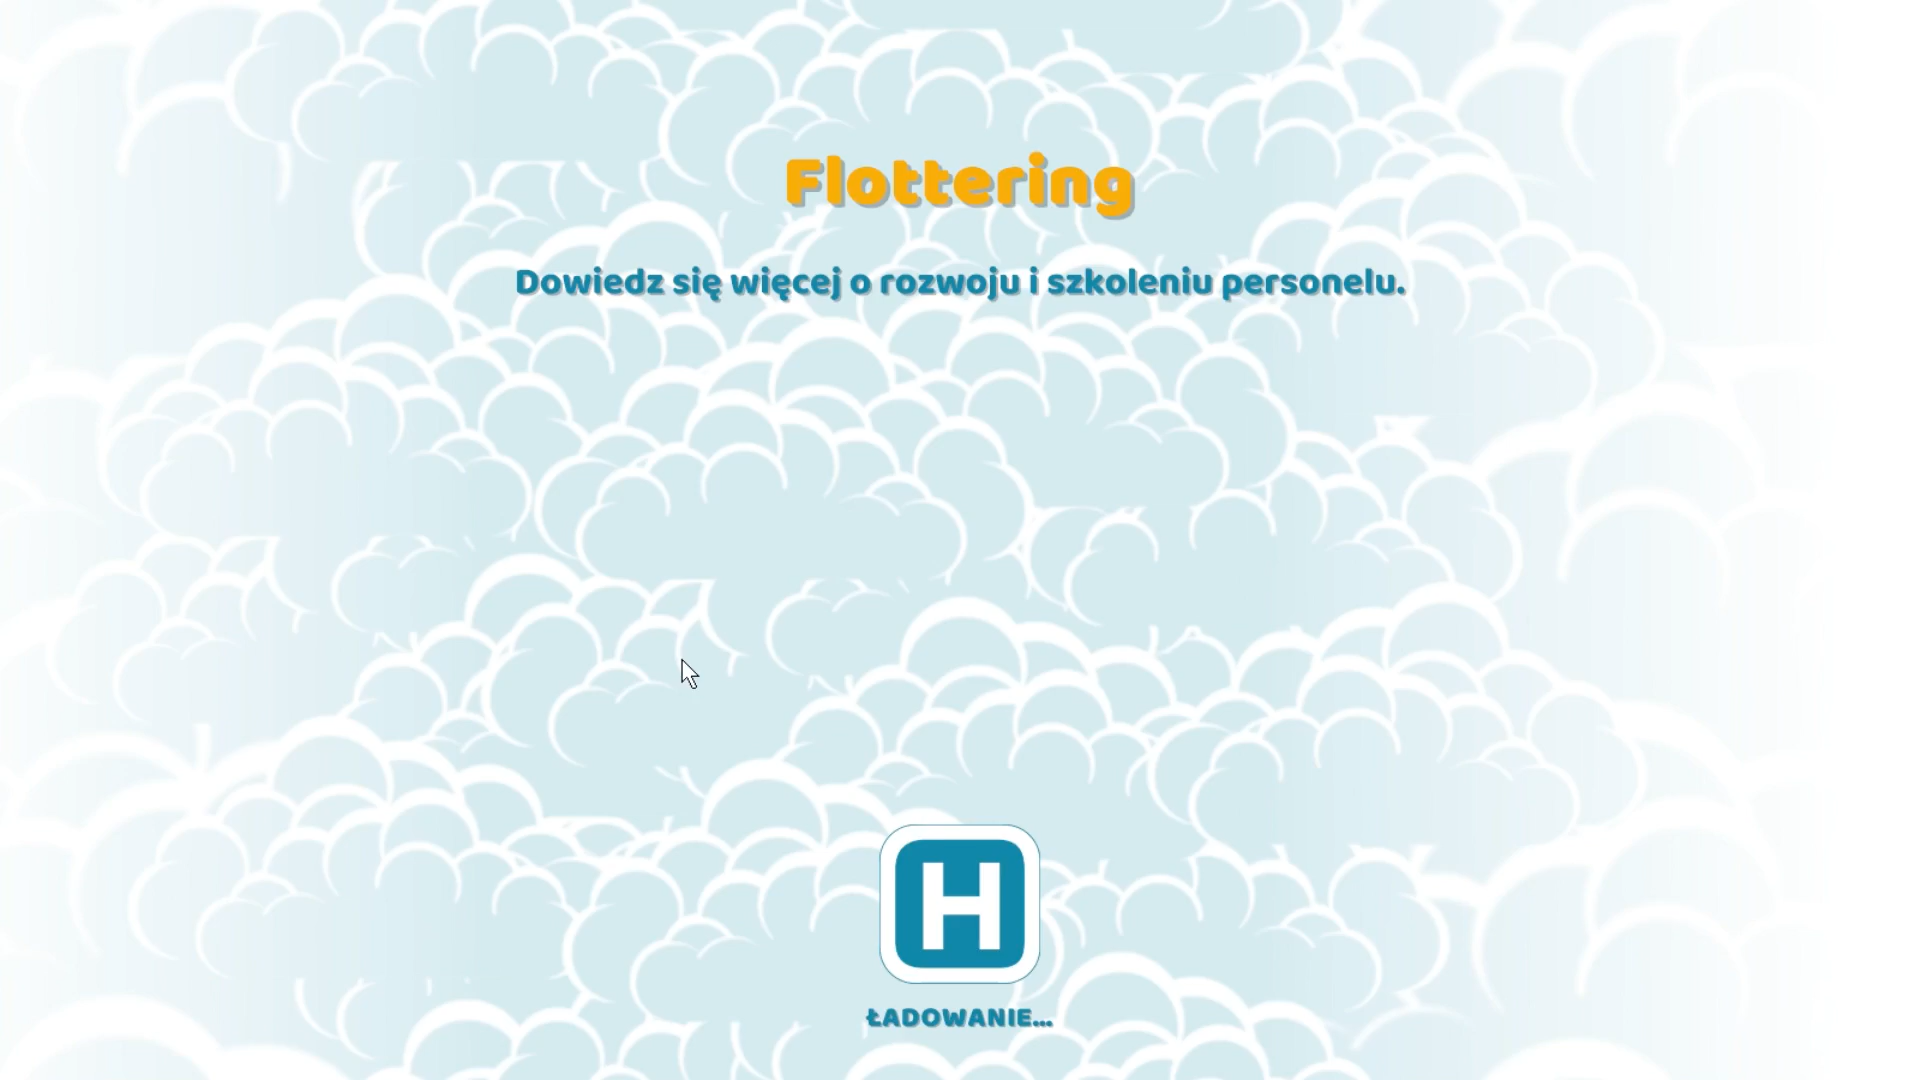 Flottering
Dowiedz się więcej o rozwoju i szkoleniu personelu.
H
ŁADOWANIE...